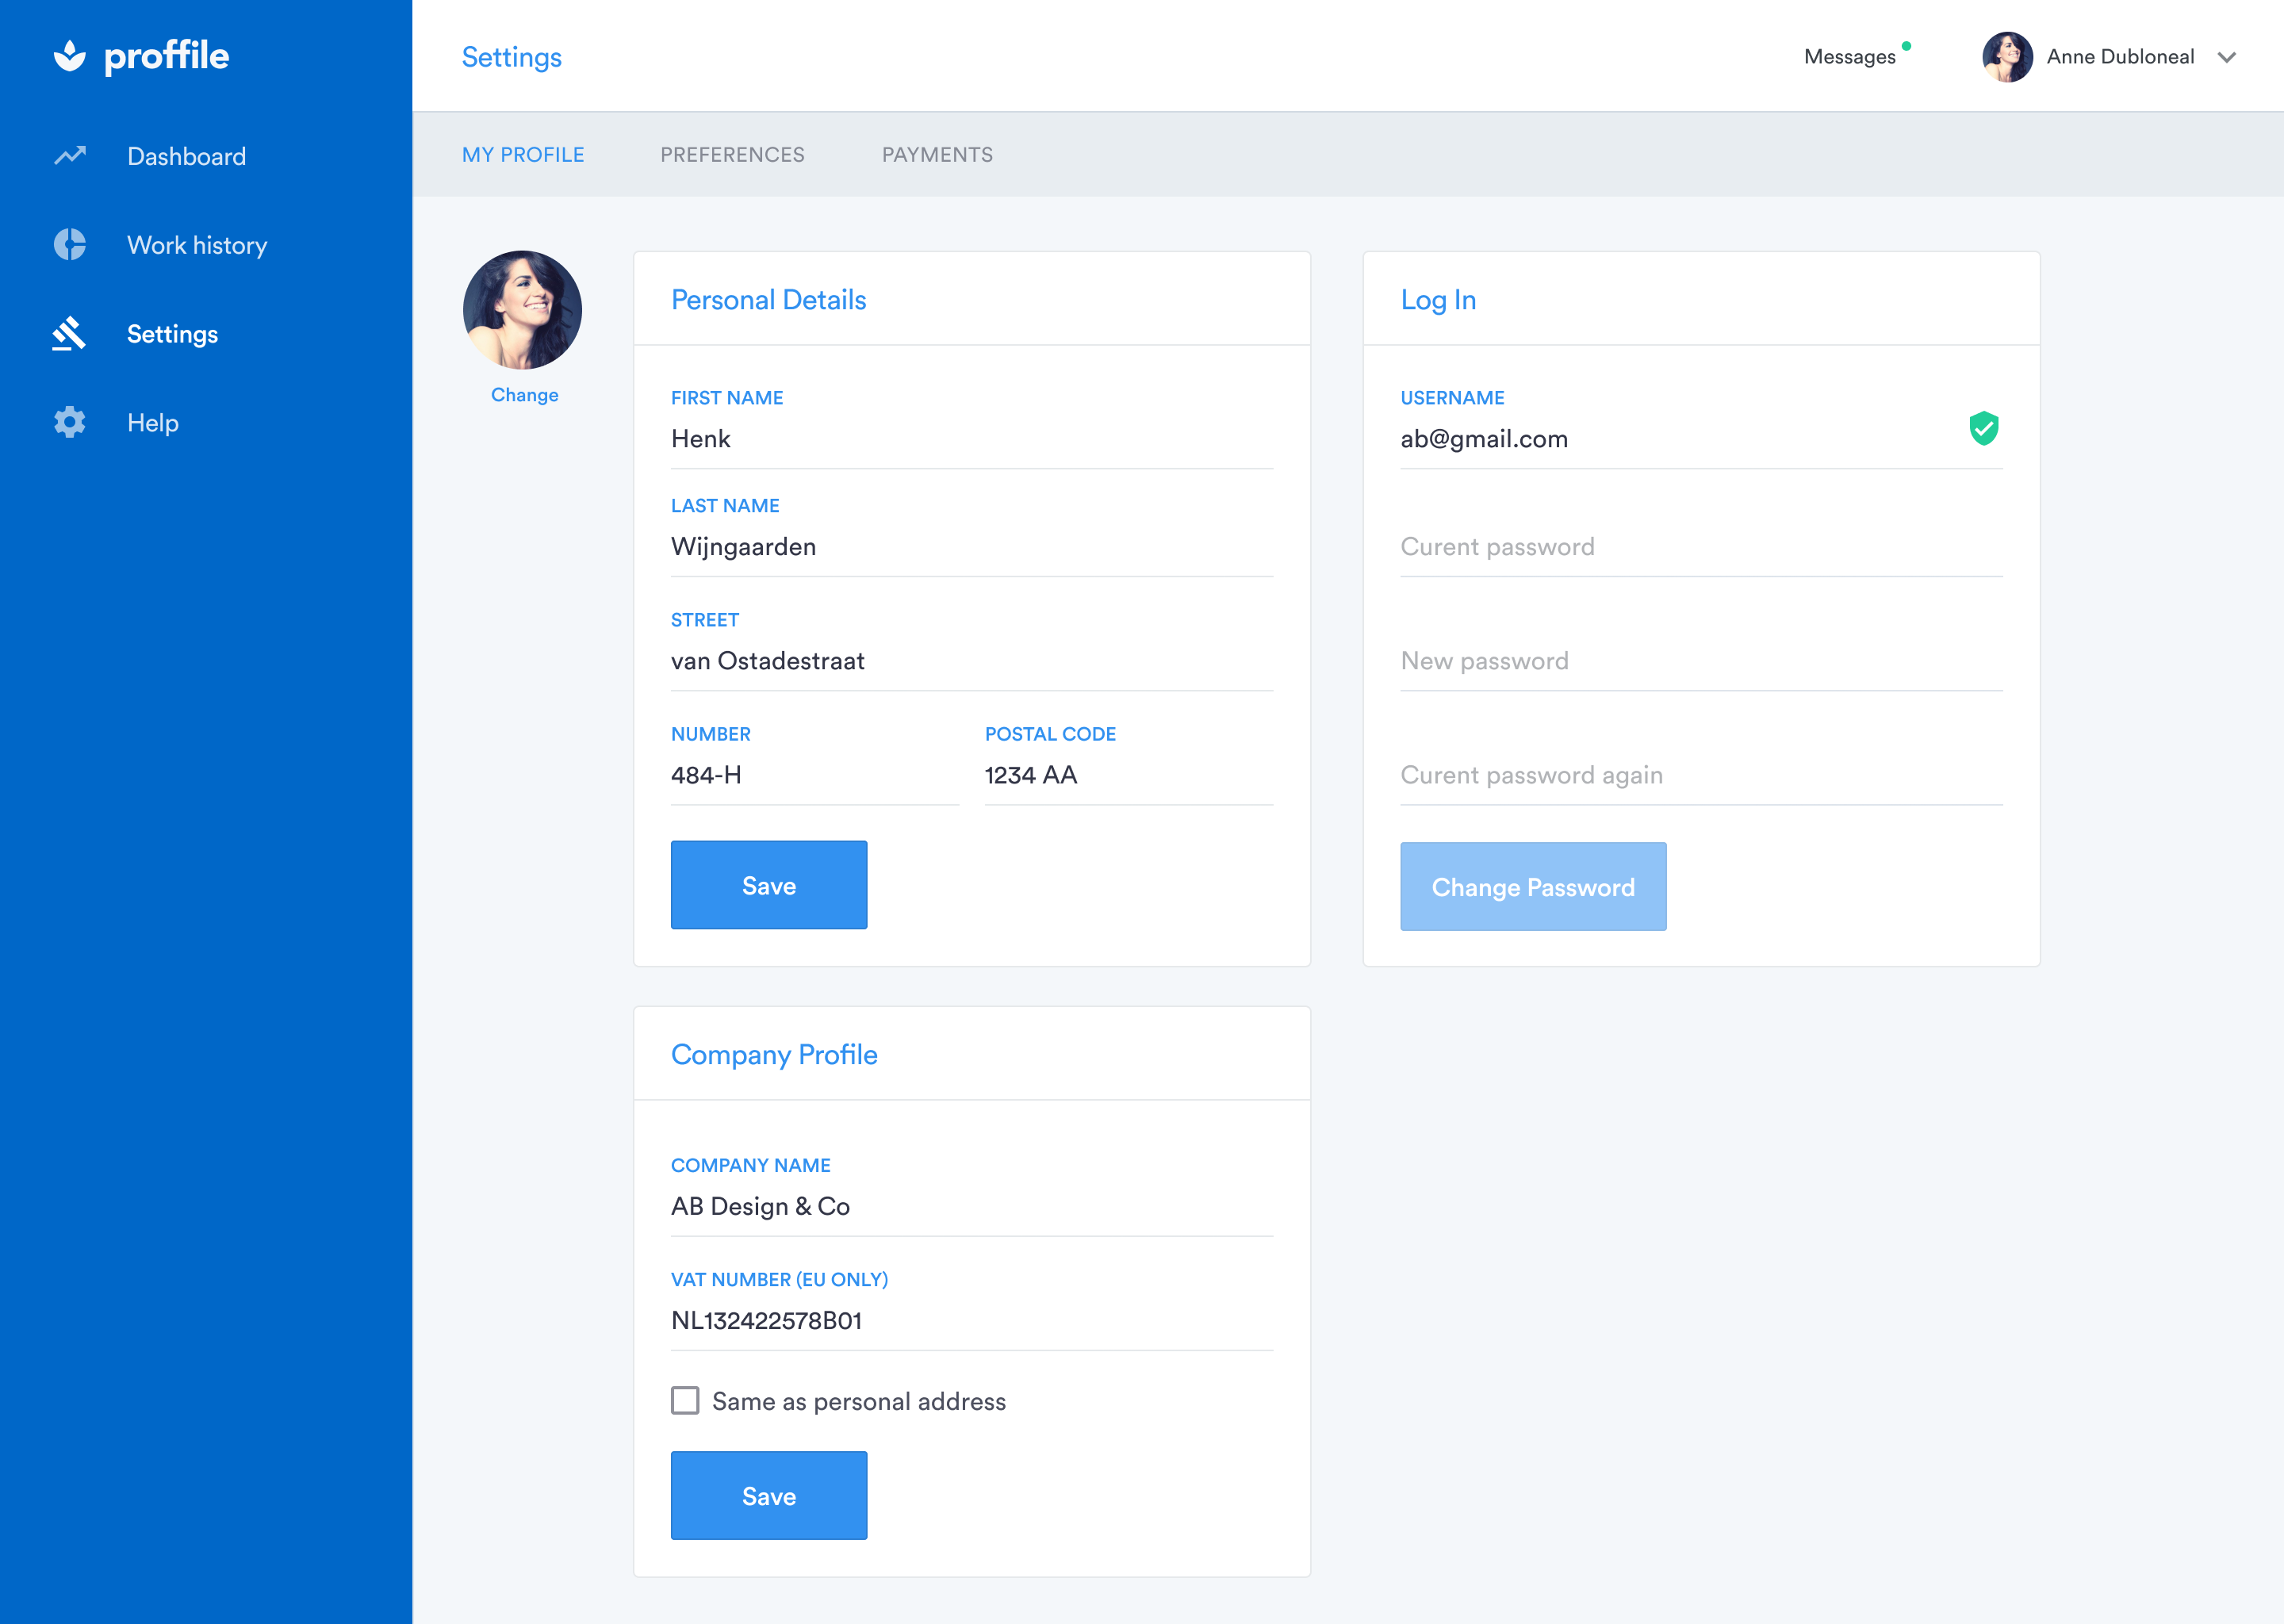 proffile
Settings
Messages
Anne Dubloneal
Dashboard
Work history
Settings
Help
MY PROFILE
PREFERENCES
PAYMENTS
Change
Personal Details
FIRST NAME
Henk
LAST NAME
Wijngaarden
STREET
van Ostadestraat
NUMBER
484-H
POSTAL CODE
1234 AA
Save
Log In
USERNAME
ab@gmail.com
Curent password
New password
Curent password again
Change Password
Company Profile
COMPANY NAME
AB Design & Co
VAT NUMBER (EU ONLY)
NL132422578B01
Same as personal address
Save